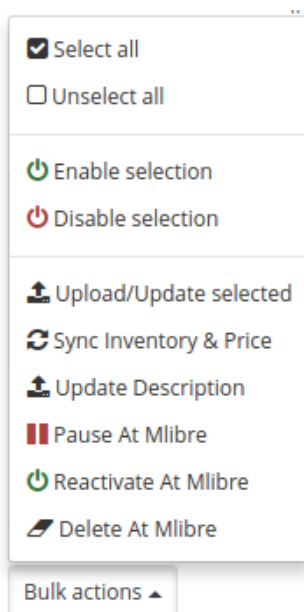 Select all
Unselect all
Enable selection
Disable selection
Upload/Update selected
Sync Inventory & Price
Update Description
Pause At Mlibre
Reactivate At Mlibre
Delete At Mlibre
Bulk actions